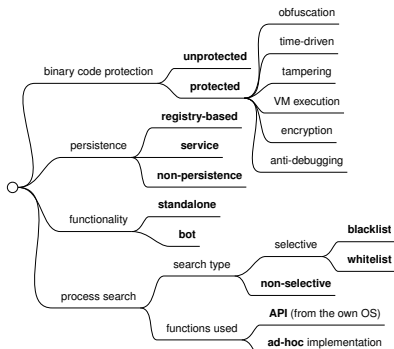 obfuscation
time-driven
tampering
VM execution
encryption
anti-debugging
unprotected
protected
binary code protection
registry-based
service
non-persistence
persistence
standalone
bot
functionality
blacklist
whitelist
selective
non-selective
search type
API (from the own OS)
ad-hoc implementation
functions used
process search